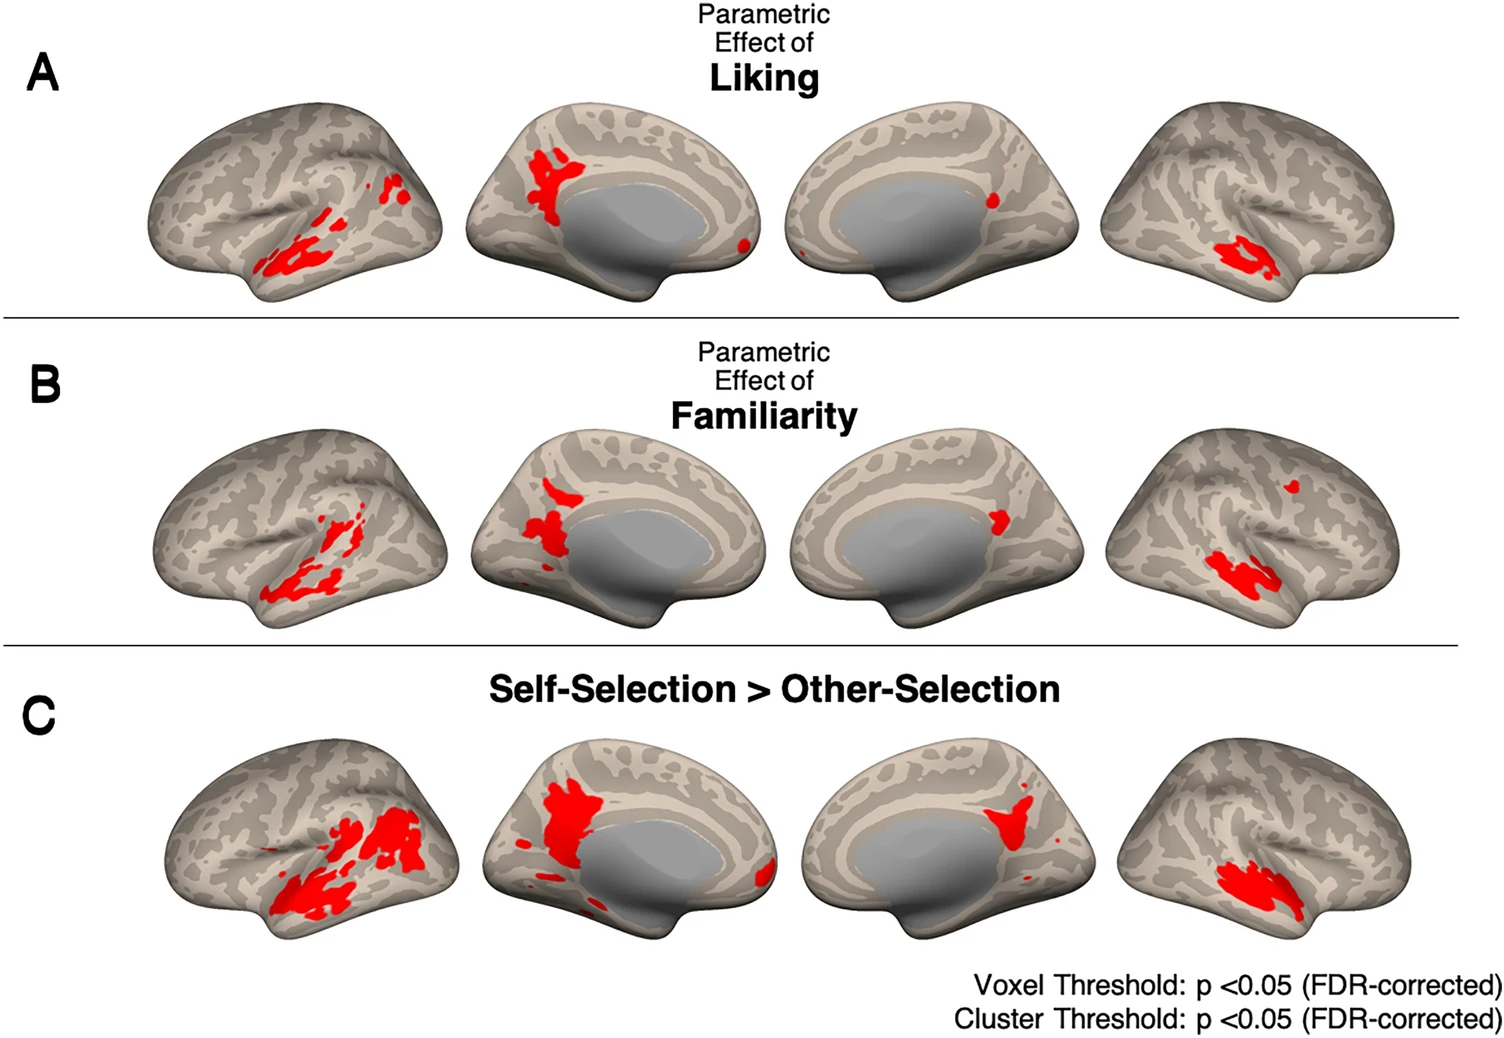 A
Parametric
Effect of
Liking
B
Parametric
Effect of
Familiarity
C
Self-Selection > Other-Selection
Voxel Threshold: p <0.05 (FDR-corrected)
Cluster Threshold: p <0.05 (FDR-corrected)